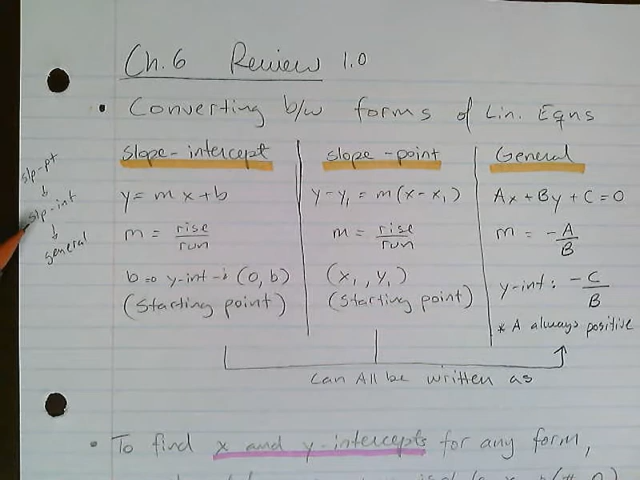 Ch.6 Review 1.0
• Converting b/w forms of Lin. Eqns
slope-intercept
y = mx+b
m = rise/run
b => y-int -> (0, b)
(Starting point)
slope-point
y-y₁ = m(x-x₁)
m = rise/run
(x₁, y₁)
(Starting point)
General
Ax+By+C=0
m = -A/B
y-int: -C/B
* A always positive
slp-pt
↓
slp-int
↓
general
Can All be written as
• To find x and y-intercepts for any form,